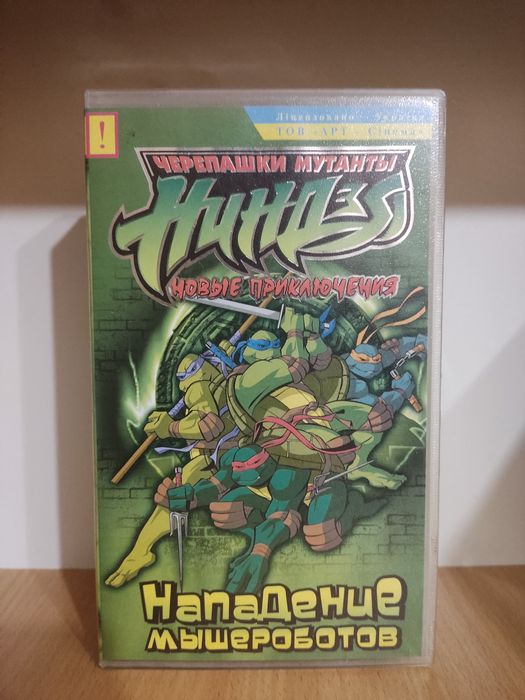 !
Ліцензовано Україна
ТОВ «АРТ Сінема»
ЧЕРЕПАШКИ МУТАНТЫ
НИНДЗЯ
НОВЫЕ ПРИКЛЮЧЕНИЯ
НАПАДЕНИЕ
МЫШЕРОБОТОВ